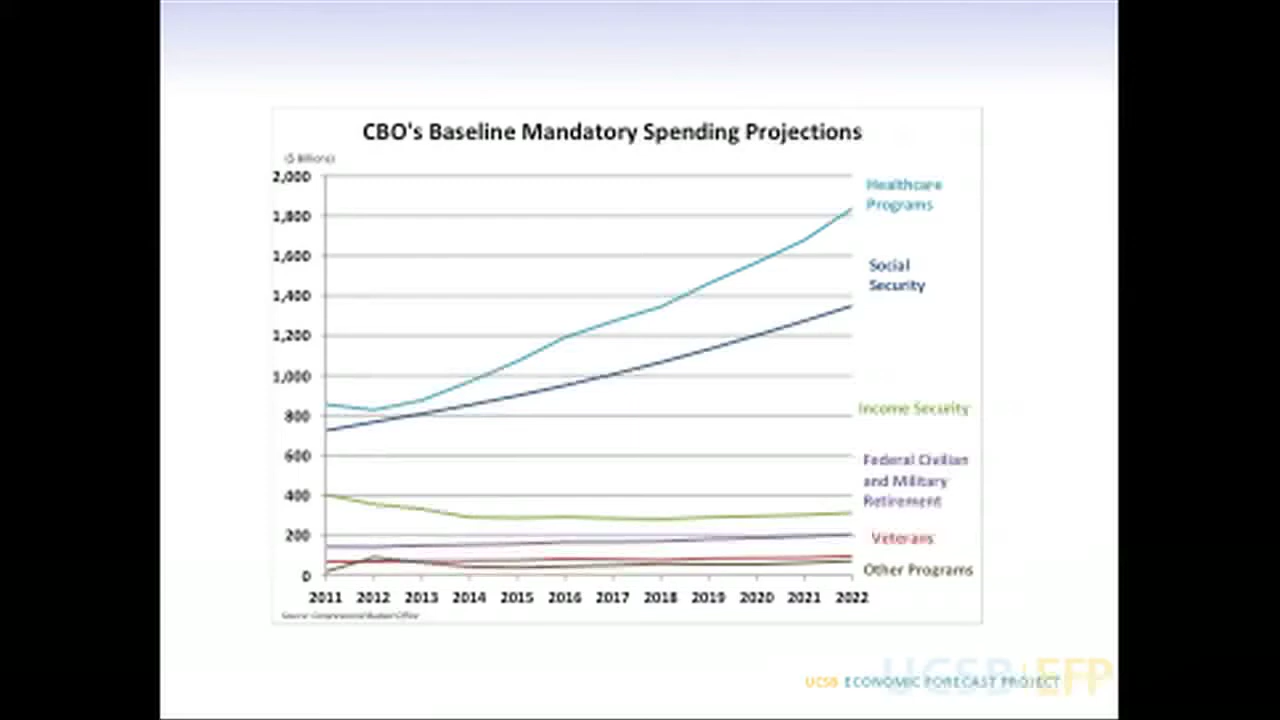 CBO's Baseline Mandatory Spending Projections
($ Billions)
2,000
1,800
1,600
1,400
1,200
1,000
800
600
400
200
0
Healthcare
Programs
Social
Security
Income Security
Federal Civilian
and Military
Retirement
Veterans
Other Programs
2011 2012 2013 2014 2015 2016 2017 2018 2019 2020 2021 2022
Source: Congressional Budget Office
UCSB EFP
UCSB ECONOMIC FORECAST PROJECT